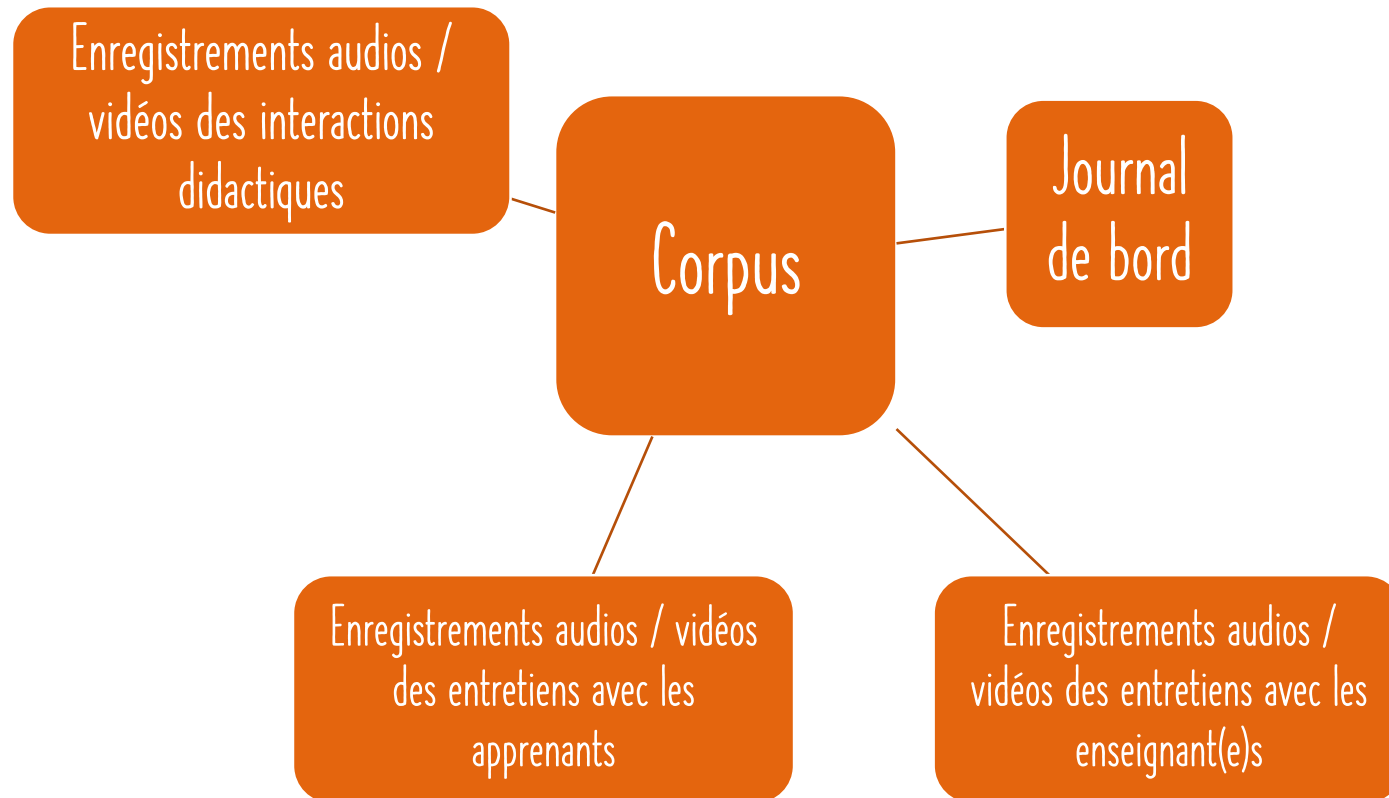 Enregistrements audios /
vidéos des interactions
didactiques
Corpus
Journal
de bord
Enregistrements audios / vidéos
des entretiens avec les
apprenants
Enregistrements audios /
vidéos des entretiens avec les
enseignant(e)s